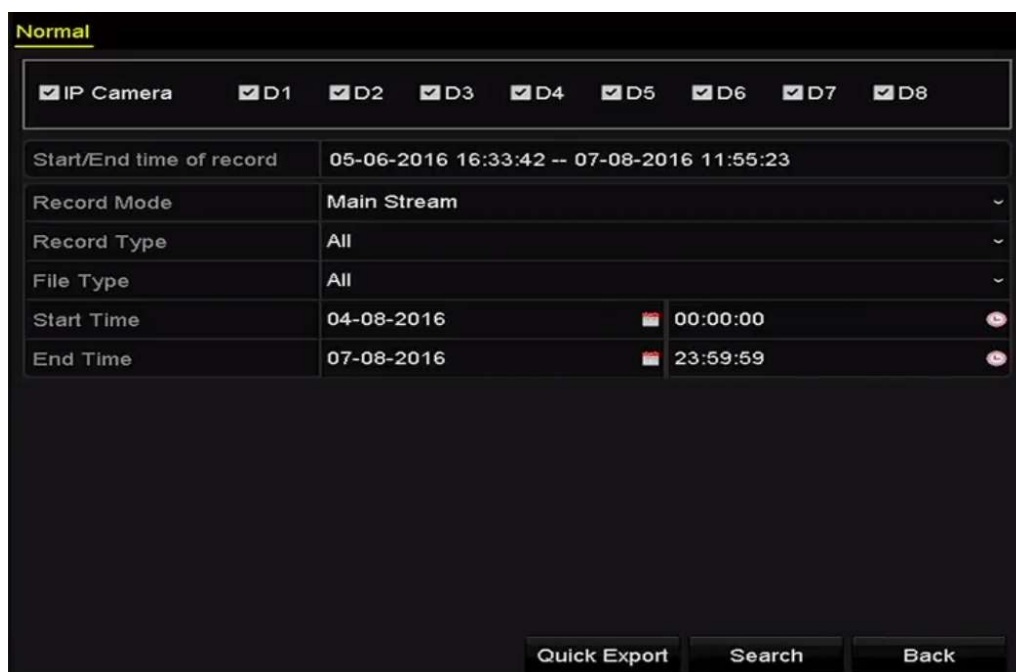 Normal
IP Camera D1 D2 D3 D4 D5 D6 D7 D8
Start/End time of record 05-06-2016 16:33:42 -- 07-08-2016 11:55:23
Record Mode Main Stream
Record Type All
File Type All
Start Time 04-08-2016 00:00:00
End Time 07-08-2016 23:59:59
Quick Export Search Back